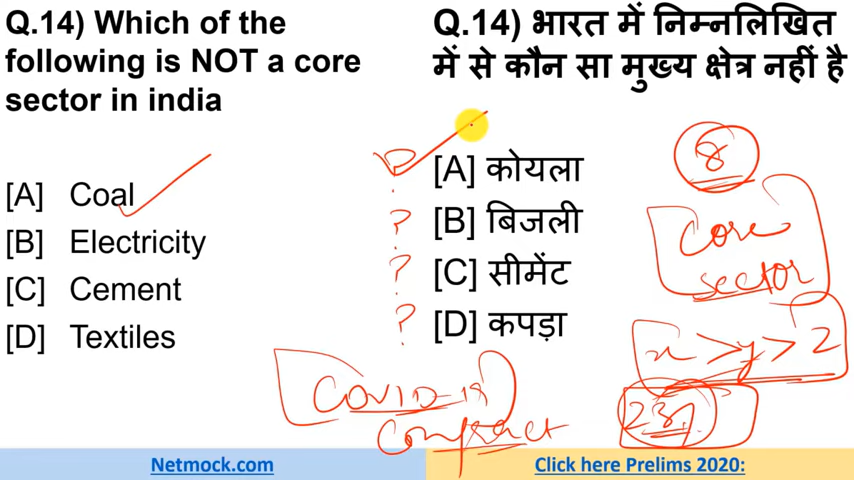 Q.14) Which of the
following is NOT a core
sector in india
[A] Coal
[B] Electricity
[C] Cement
[D] Textiles
Q.14) भारत में निम्नलिखित
में से कौन सा मुख्य क्षेत्र नहीं है
[A] कोयला
[B] बिजली
[C] सीमेंट
[D] कपड़ा
?
?
?
8
core
sector
x > y > z
COVID-19
contract
Netmock.com
Click here Prelims 2020: